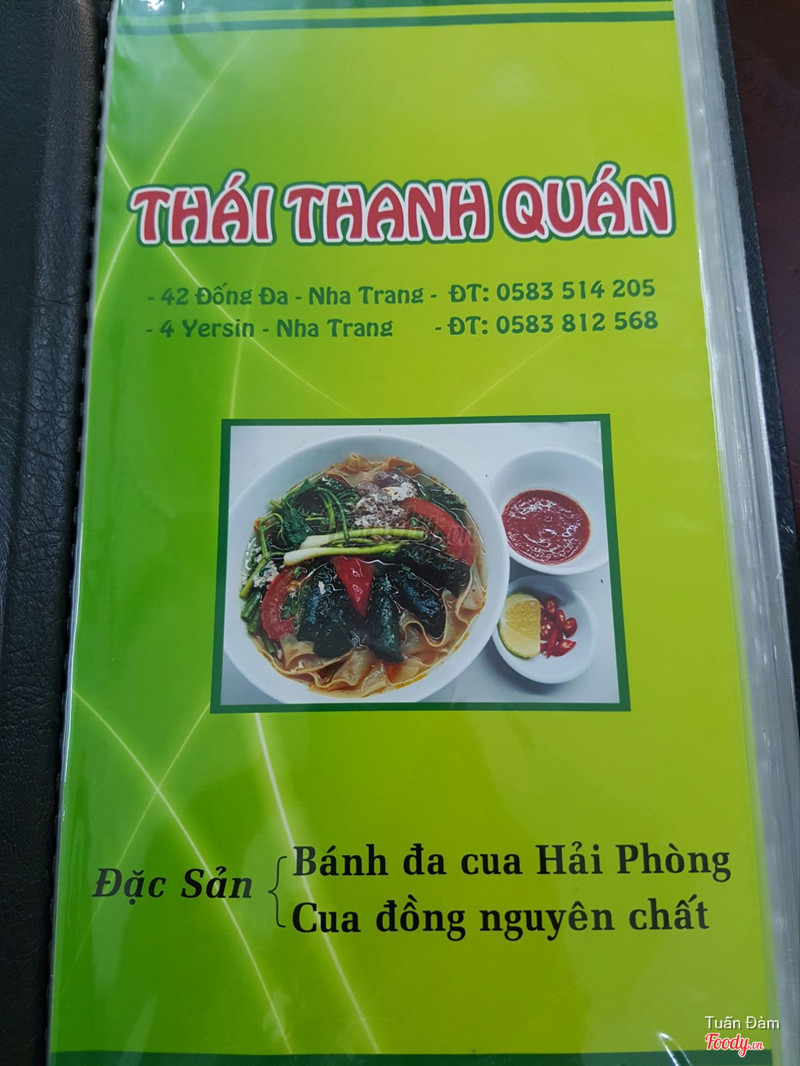 THÁI THANH QUÁN
- 42 Đống Đa - Nha Trang - ĐT: 0583 514 205
- 4 Yersin - Nha Trang - ĐT: 0583 812 568
Đặc Sản
Bánh đa cua Hải Phòng
Cua đồng nguyên chất
Tuấn Đàm
Foody.vn